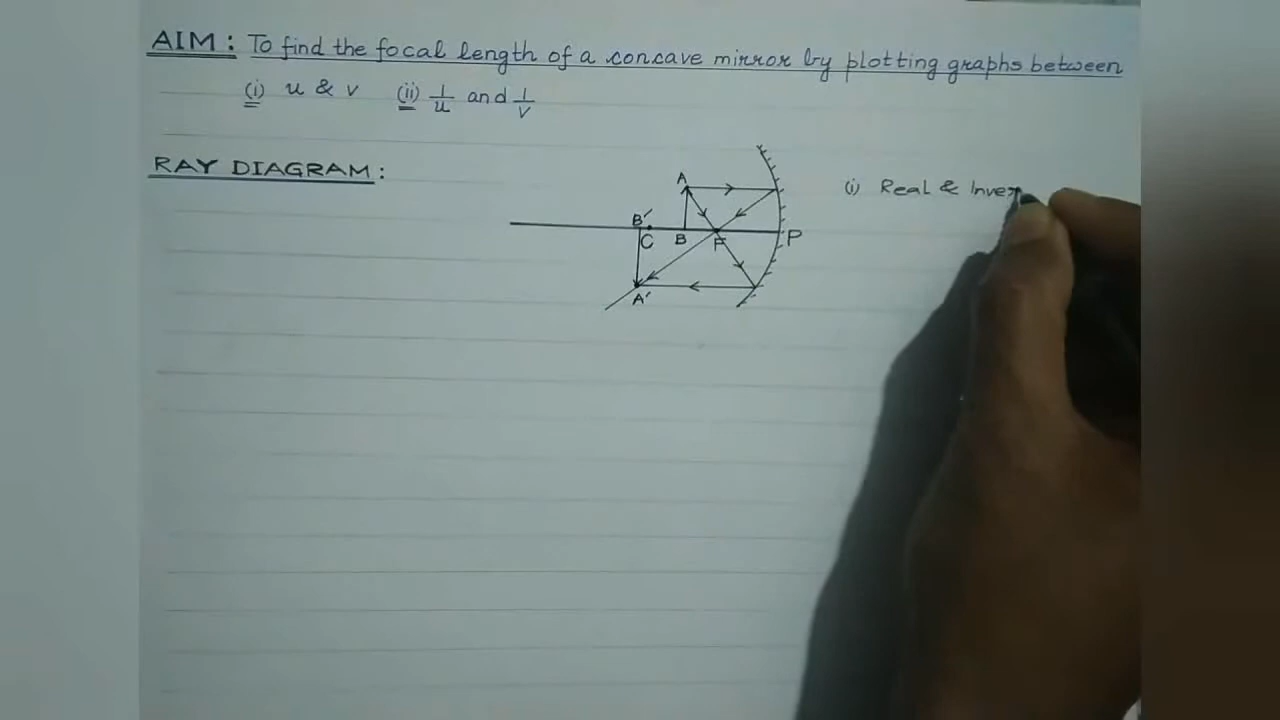 AIM: To find the focal length of a concave mirror by plotting graphs between
(i) u & v (ii) 1/u and 1/v
RAY DIAGRAM:
A
(i) Real & Inver
B′
C B F P
A′